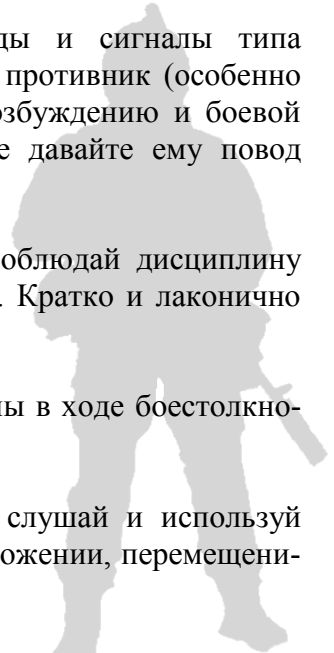 ды и сигналы типа
противник (особенно
озбуждению и боевой
е давайте ему повод
облюдай дисциплину
. Кратко и лаконично
ны в ходе боестолкно-
слушай и используй
ожении, перемещени-